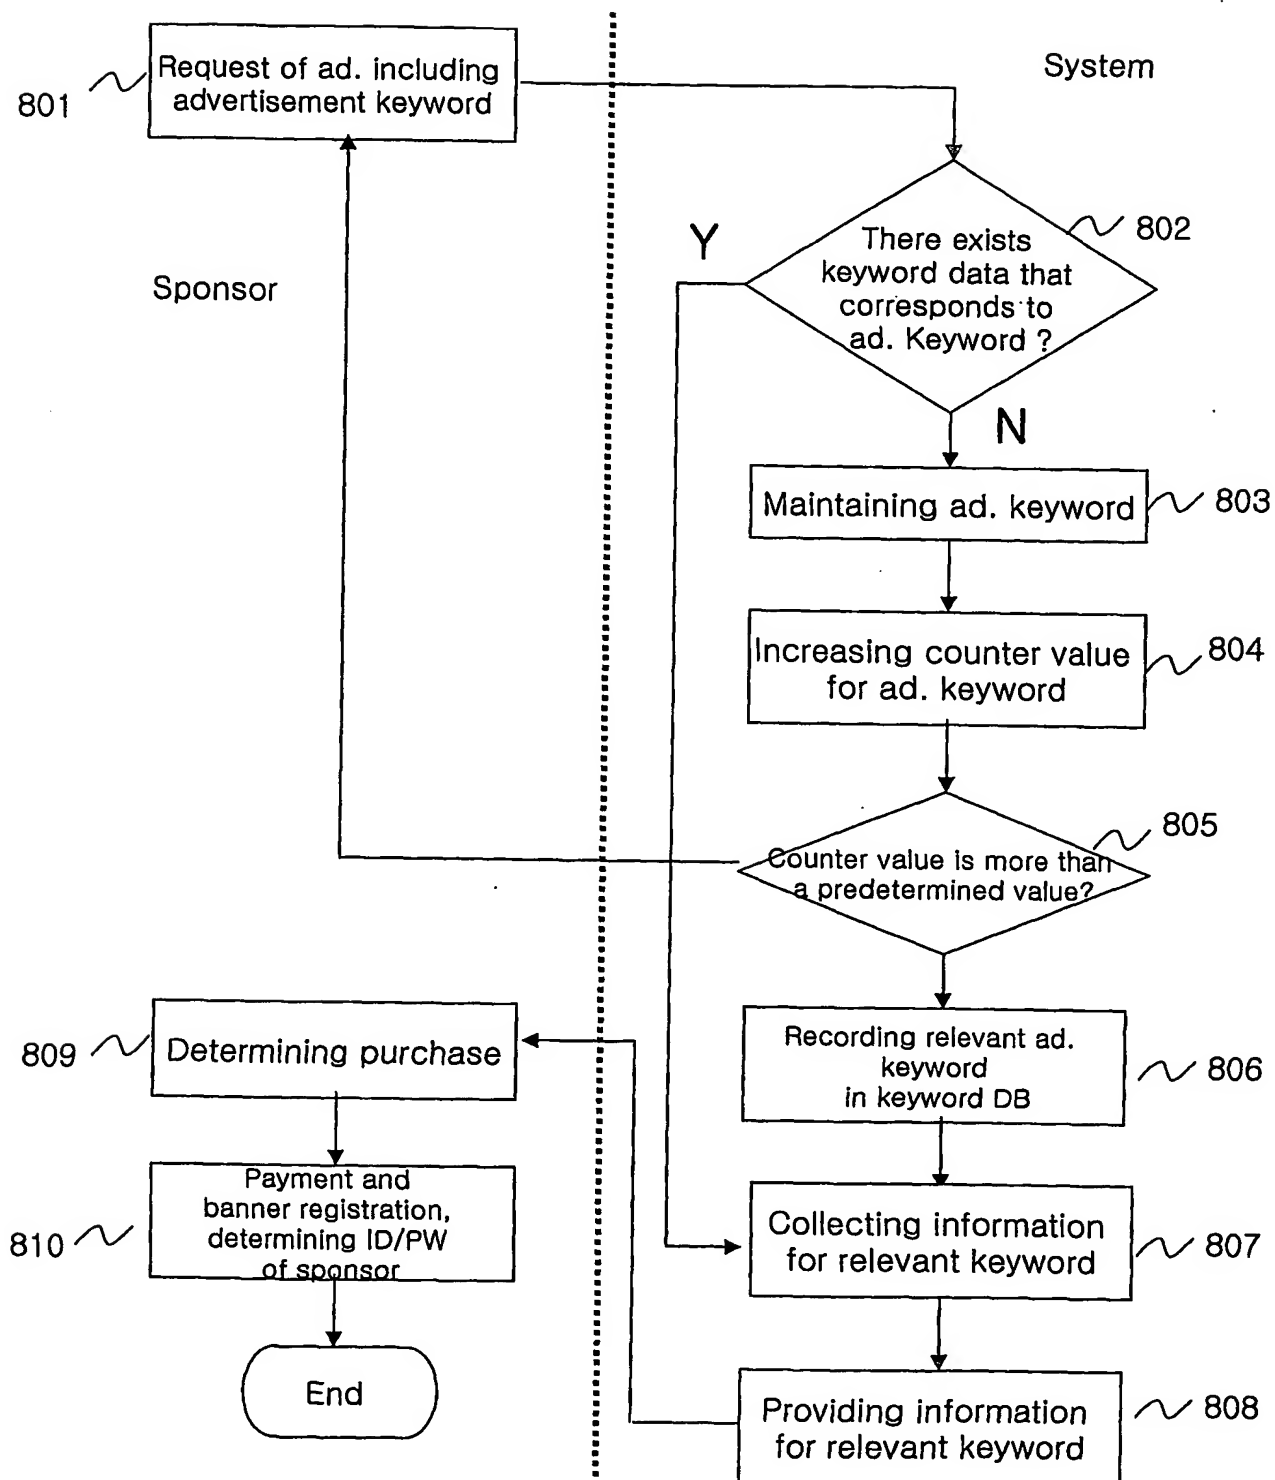 System
Request of ad. including
advertisement keyword
801
802
There exists
keyword data that
corresponds to
ad. Keyword ?
Y
Sponsor
N
Maintaining ad. keyword
803
Increasing counter value
for ad. keyword
804
805
Counter value is more than
a predetermined value?
Recording relevant ad.
keyword
in keyword DB
806
Collecting information
for relevant keyword
807
Providing information
for relevant keyword
808
809
Determining purchase
810
Payment and
banner registration,
determining ID/PW
of sponsor
End